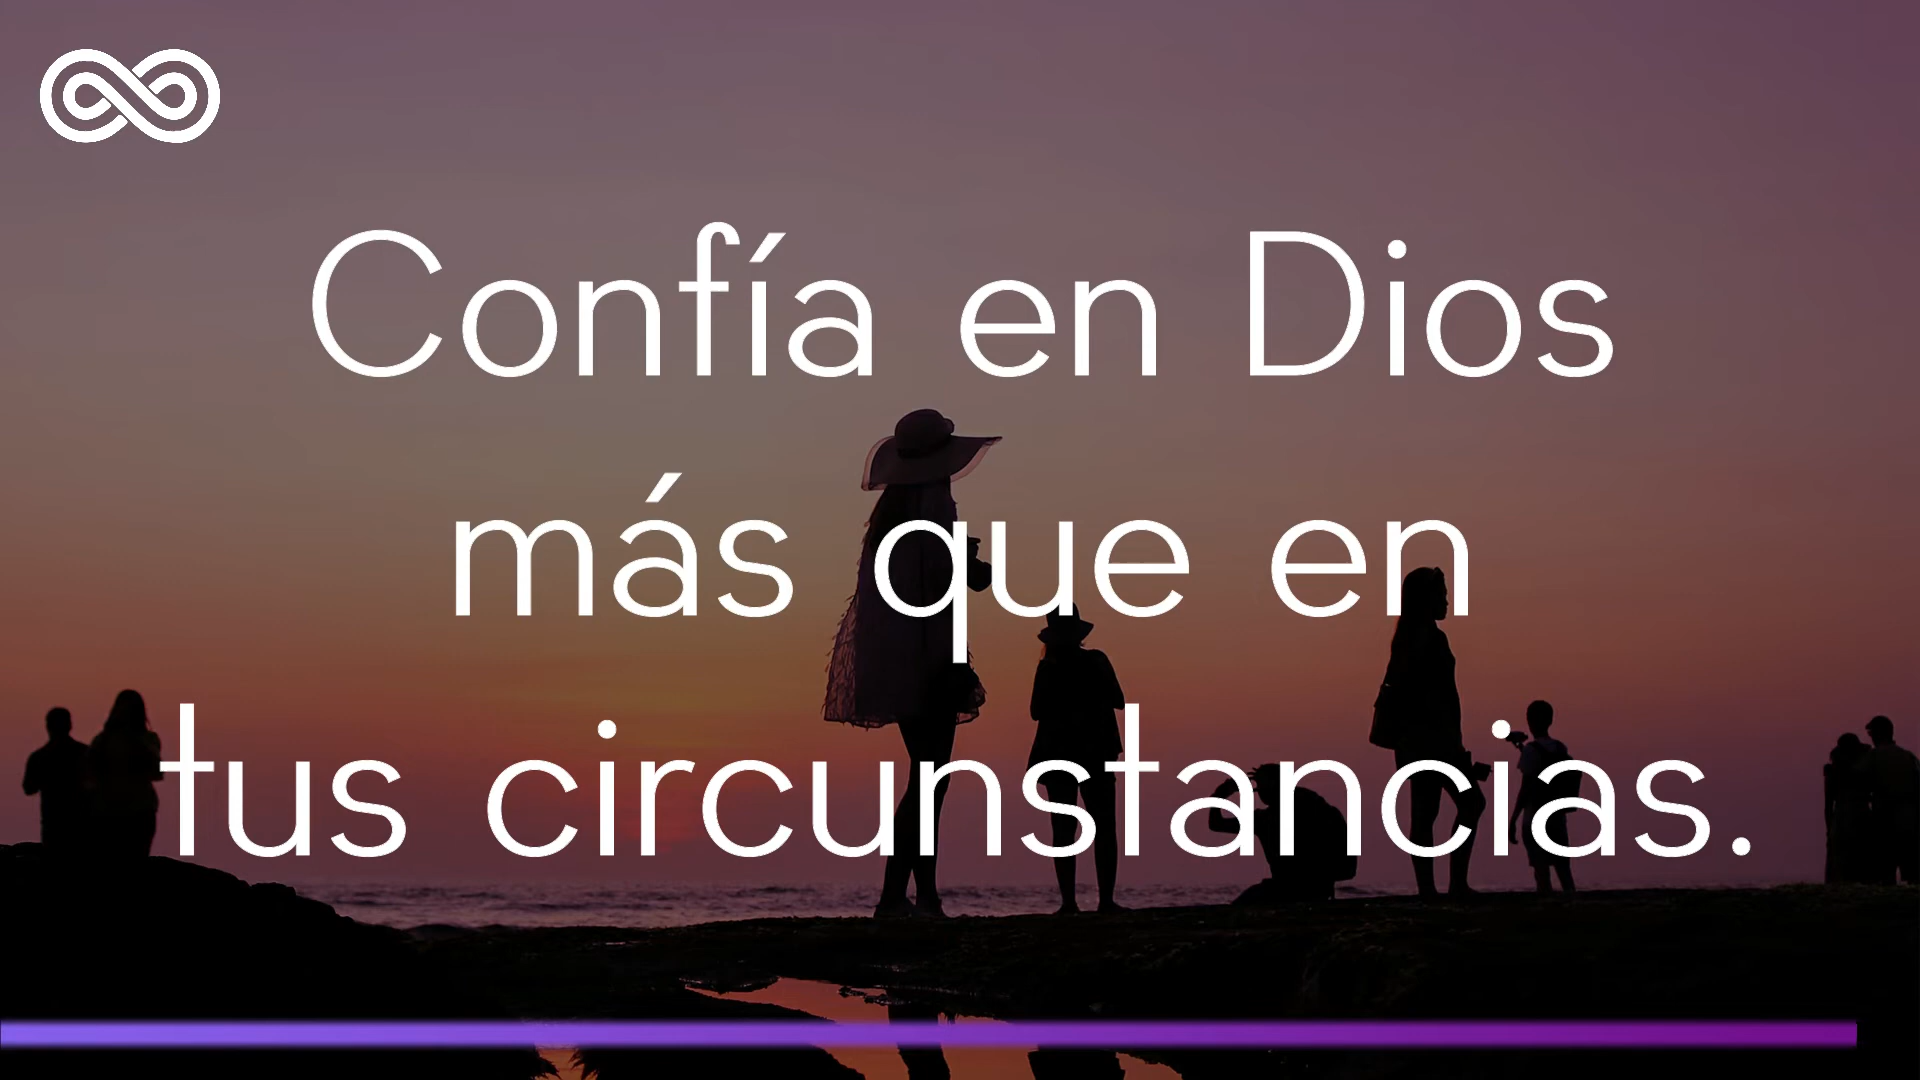 Confía en Dios
más que en
tus circunstancias.